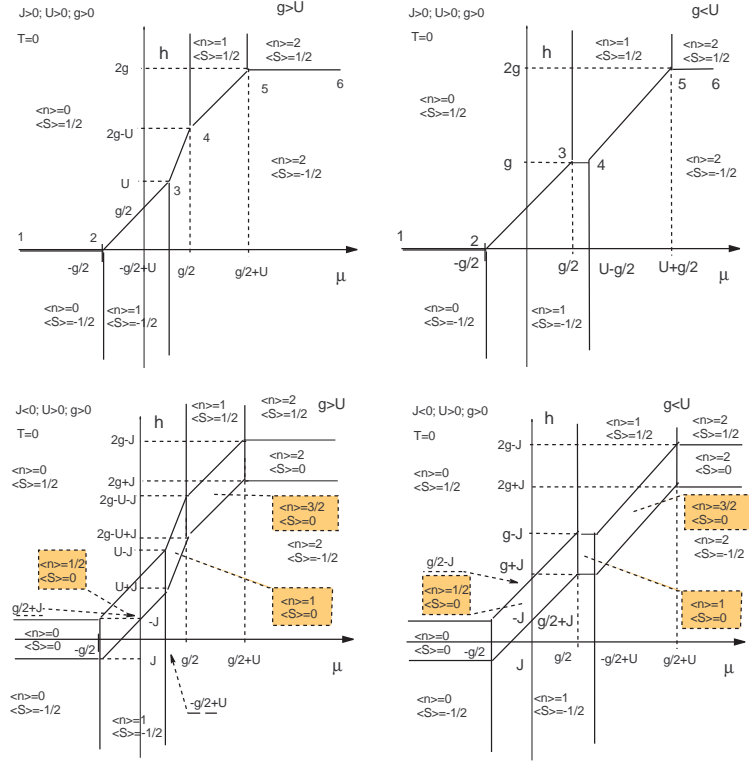 J>0; U>0; g>0
g>U
T=0
h
<n>=1
<S>=1/2
<n>=2
<S>=1/2
2g
5
6
<n>=0
<S>=1/2
2g-U
4
<n>=2
<S>=-1/2
U
3
g/2
1
2
-g/2
-g/2+U
g/2
g/2+U
μ
<n>=0
<S>=-1/2
<n>=1
<S>=-1/2
J>0; U>0; g>0
g<U
T=0
h
<n>=1
<S>=1/2
<n>=2
<S>=1/2
2g
5
6
<n>=0
<S>=1/2
g
3
4
<n>=2
<S>=-1/2
1
2
-g/2
g/2
U-g/2
U+g/2
μ
<n>=0
<S>=-1/2
<n>=1
<S>=-1/2
J<0; U>0; g>0
g>U
T=0
h
<n>=1
<S>=1/2
<n>=2
<S>=1/2
2g-J
<n>=2
<S>=0
<n>=0
<S>=1/2
2g+J
2g-U-J
<n>=3/2
<S>=0
2g-U+J
U-J
<n>=2
<S>=-1/2
<n>=1/2
<S>=0
U+J
<n>=1
<S>=0
g/2+J
-J
<n>=0
<S>=0
-g/2
J
g/2
g/2+U
μ
-g/2+U
<n>=0
<S>=-1/2
<n>=1
<S>=-1/2
J<0; U>0; g>0
g<U
T=0
h
<n>=1
<S>=1/2
<n>=2
<S>=1/2
2g-J
<n>=2
<S>=0
<n>=0
<S>=1/2
2g+J
<n>=3/2
<S>=0
g-J
<n>=2
<S>=-1/2
g/2-J
g+J
<n>=1/2
<S>=0
<n>=1
<S>=0
-J
g/2+J
<n>=0
<S>=0
-g/2
J
g/2
-g/2+U
g/2+U
μ
<n>=0
<S>=-1/2
<n>=1
<S>=-1/2